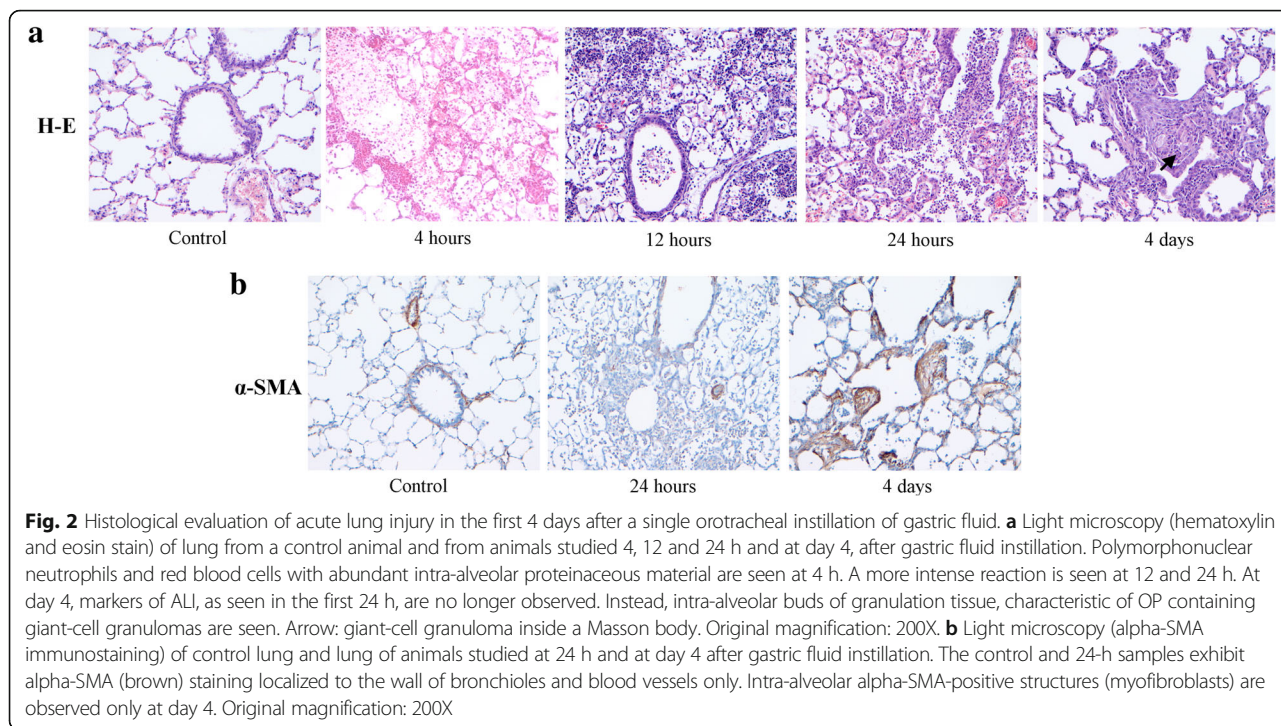 a
H-E
Control
4 hours
12 hours
24 hours
4 days
b
α-SMA
Control
24 hours
4 days
Fig. 2 Histological evaluation of acute lung injury in the first 4 days after a single orotracheal instillation of gastric fluid. a Light microscopy (hematoxylin
and eosin stain) of lung from a control animal and from animals studied 4, 12 and 24 h and at day 4, after gastric fluid instillation. Polymorphonuclear
neutrophils and red blood cells with abundant intra-alveolar proteinaceous material are seen at 4 h. A more intense reaction is seen at 12 and 24 h. At
day 4, markers of ALI, as seen in the first 24 h, are no longer observed. Instead, intra-alveolar buds of granulation tissue, characteristic of OP containing
giant-cell granulomas are seen. Arrow: giant-cell granuloma inside a Masson body. Original magnification: 200X. b Light microscopy (alpha-SMA
immunostaining) of control lung and lung of animals studied at 24 h and at day 4 after gastric fluid instillation. The control and 24-h samples exhibit
alpha-SMA (brown) staining localized to the wall of bronchioles and blood vessels only. Intra-alveolar alpha-SMA-positive structures (myofibroblasts) are
observed only at day 4. Original magnification: 200X